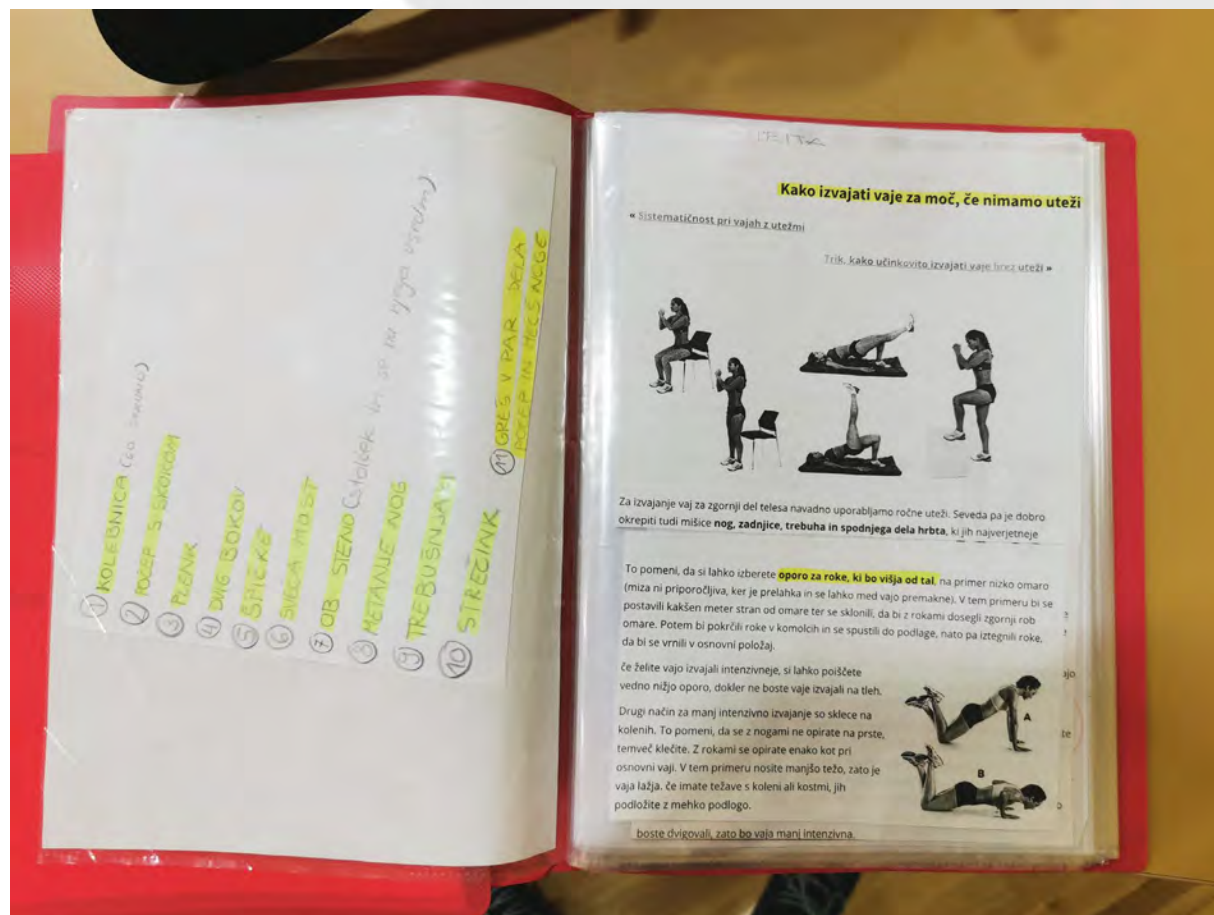 ① KOLEBNICA
② POČEP S SKOKOM
③ PLENK
④ DVIG BOKOV
⑤ ŠPICKE
⑥ SVEČA MOST
⑦ OB STENO
⑧ METANJE NOG
⑨ TREBUŠNJAKI
⑩ STREČINK
⑪ GREŠ V PAR DELA
POČEP IN MEČ S NOGE
Kako izvajati vaje za moč, če nimamo uteži
« Sistematičnost pri vajah z utežmi
Trik, kako učinkovito izvajati vaje brez uteži »
Za izvajanje vaj za zgornji del telesa navadno uporabljamo ročne uteži. Seveda pa je dobro
okrepiti tudi mišice nog, zadnjice, trebuha in spodnjega dela hrbta, ki jih najverjetneje
To pomeni, da si lahko izberete oporo za roke, ki bo višja od tal, na primer nizko omaro
(miza ni priporočljiva, ker je prelahka in se lahko med vajo premakne). V tem primeru bi se
postavili kakšen meter stran od omare ter se sklonili, da bi z rokami dosegli zgornji rob
omare. Potem bi pokrčili roke v komolcih in se spustili do podlage, nato pa iztegnili roke,
da bi se vrnili v osnovni položaj.
če želite vajo izvajali intenzivneje, si lahko poiščete
vedno nižjo oporo, dokler ne boste vaje izvajali na tleh.
Drugi način za manj intenzivno izvajanje so sklece na
kolenih. To pomeni, da se z nogami ne opirate na prste,
temveč klečite. Z rokami se opirate enako kot pri
osnovni vaji. V tem primeru nosite manjšo težo, zato je
vaja lažja. če imate težave s koleni ali kostmi, jih
podložite z mehko podlogo.
A
B
boste dvigovali, zato bo vaja manj intenzivna.